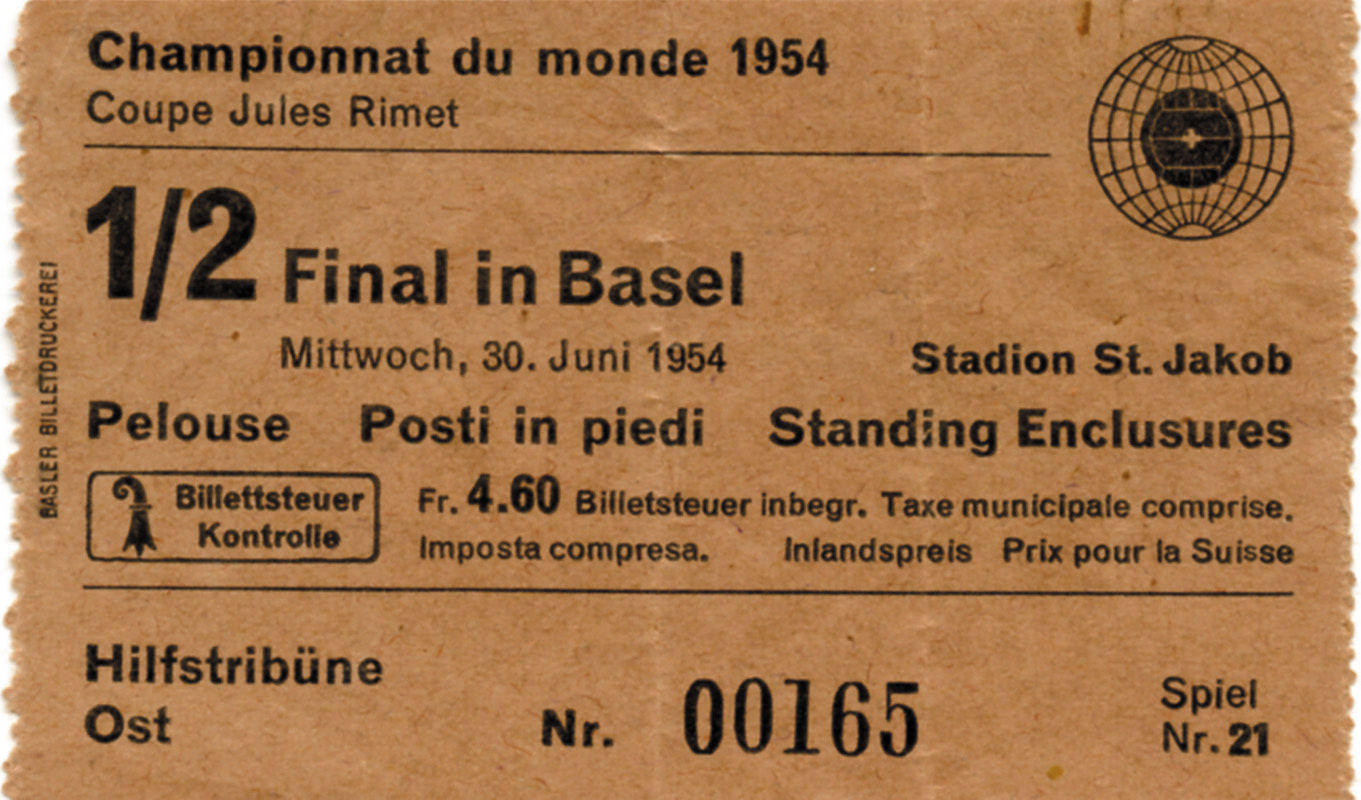 Championnat du monde 1954
Coupe Jules Rimet
1/2 Final in Basel
Mittwoch, 30. Juni 1954
Stadion St. Jakob
Pelouse Posti in piedi Standing Enclusures
BASLER BILLETDRUCKEREI
Billettsteuer
Kontrolle
Fr. 4.60 Billetsteuer inbegr. Taxe municipale comprise.
Imposta compresa. Inlandspreis Prix pour la Suisse
Hilfstribüne
Ost
Nr. 00165
Spiel
Nr. 21